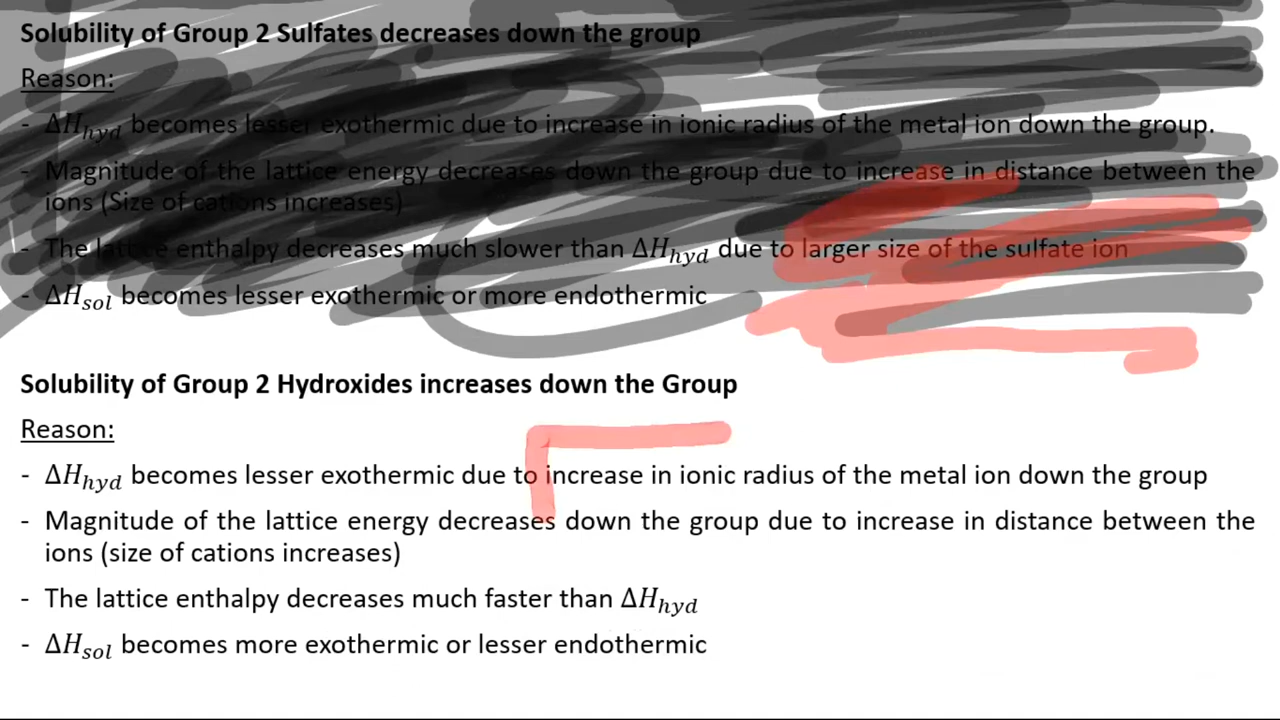 Solubility of Group 2 Sulfates decreases down the group
Reason:
- ΔH_hyd becomes lesser exothermic due to increase in ionic radius of the metal ion down the group.
- Magnitude of the lattice energy decreases down the group due to increase in distance between the
ions (Size of cations increases)
- The lattice enthalpy decreases much slower than ΔH_hyd due to larger size of the sulfate ion
- ΔH_sol becomes lesser exothermic or more endothermic
Solubility of Group 2 Hydroxides increases down the Group
Reason:
- ΔH_hyd becomes lesser exothermic due to increase in ionic radius of the metal ion down the group
- Magnitude of the lattice energy decreases down the group due to increase in distance between the
ions (size of cations increases)
- The lattice enthalpy decreases much faster than ΔH_hyd
- ΔH_sol becomes more exothermic or lesser endothermic